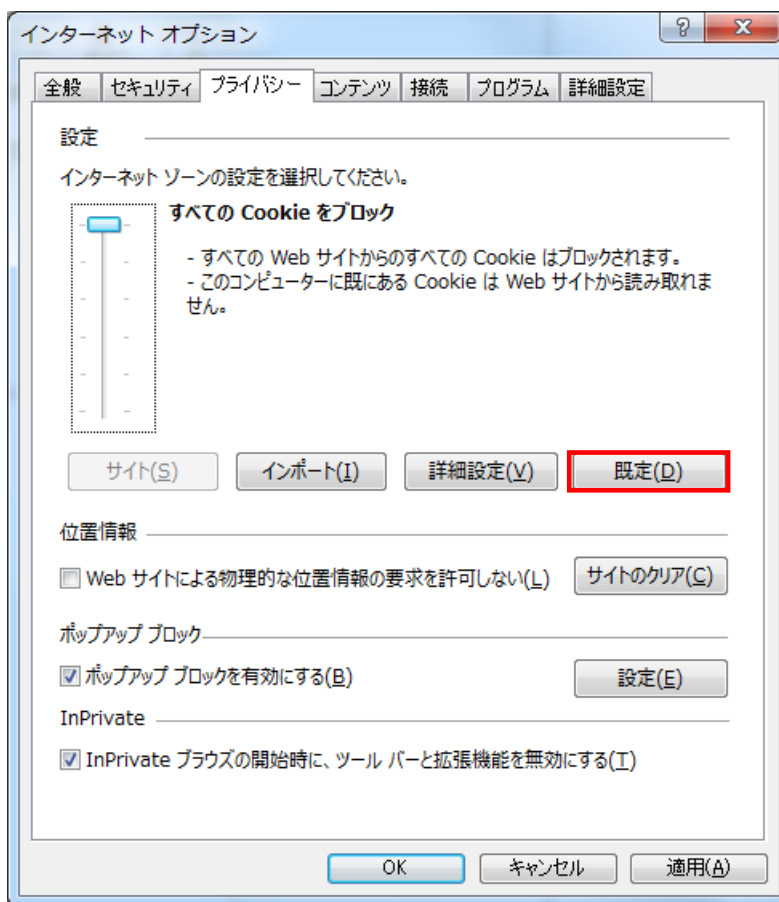 インターネット オプション
? x
全般 セキュリティ プライバシー コンテンツ 接続 プログラム 詳細設定
設定
インターネット ゾーンの設定を選択してください。
すべての Cookie をブロック
- すべての Web サイトからのすべての Cookie はブロックされます。
- このコンピューターに既にある Cookie は Web サイトから読み取れま
せん。
サイト(S) インポート(I) 詳細設定(V) 既定(D)
位置情報
Web サイトによる物理的な位置情報の要求を許可しない(L) サイトのクリア(C)
ポップアップ ブロック
ポップアップ ブロックを有効にする(B) 設定(E)
InPrivate
InPrivate ブラウズの開始時に、ツール バーと拡張機能を無効にする(T)
OK キャンセル 適用(A)